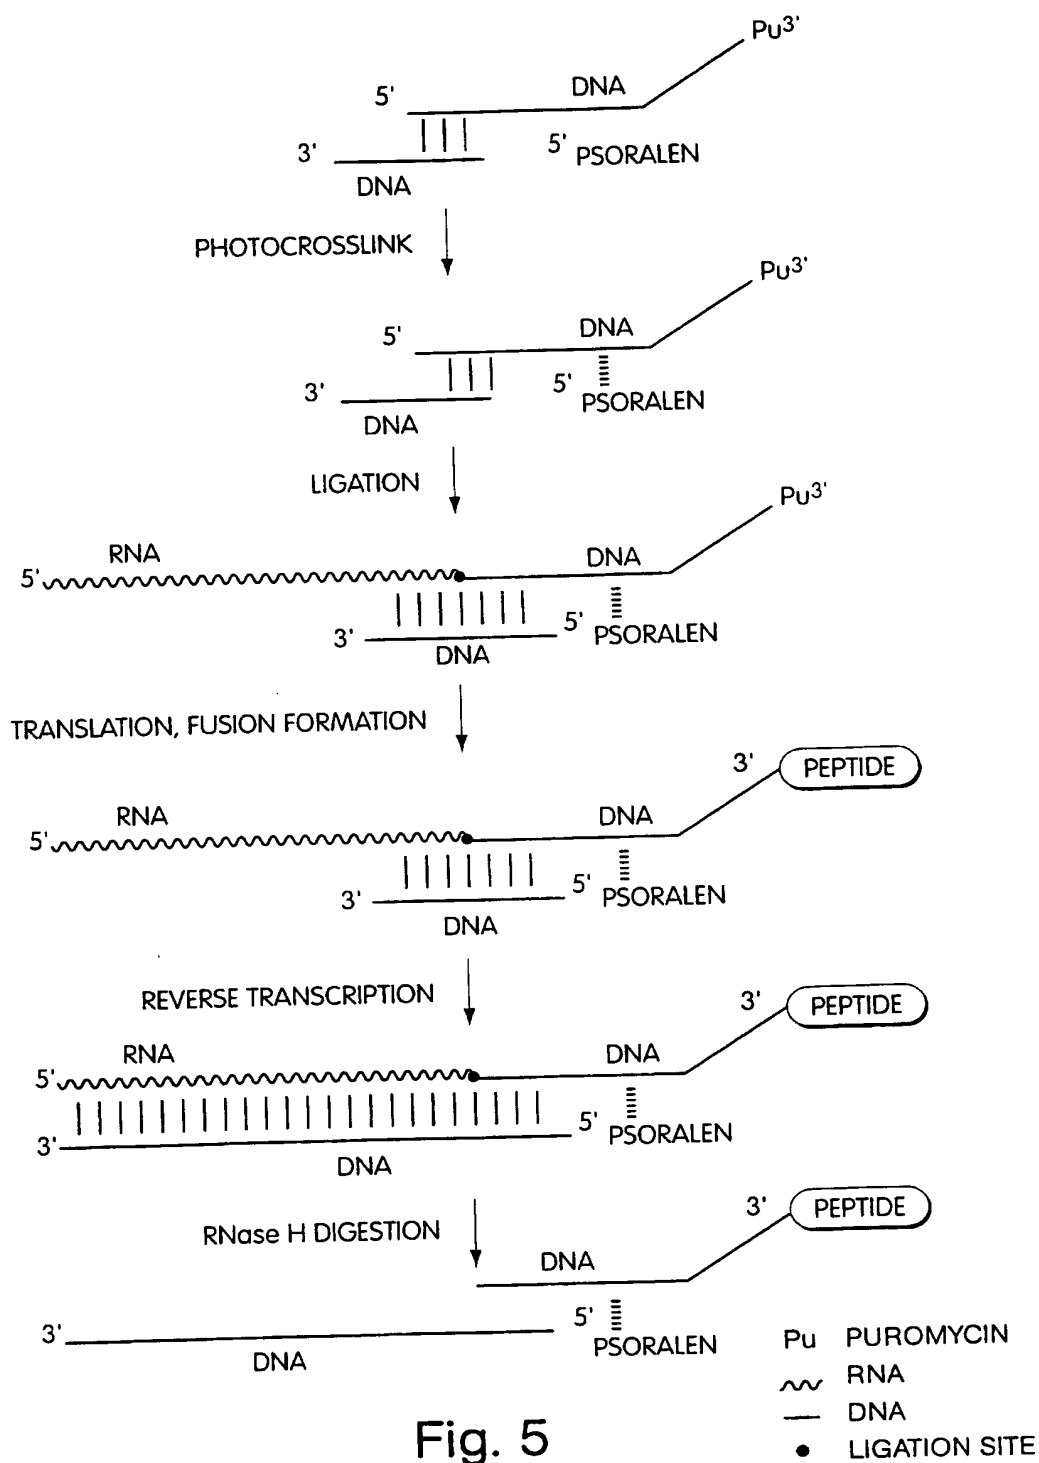 Pu3'
DNA
5'
3'
5' PSORALEN
DNA
PHOTOCROSSLINK
Pu3'
DNA
5'
3'
5'
PSORALEN
DNA
LIGATION
Pu3'
RNA
DNA
5'
3'
5'
PSORALEN
DNA
TRANSLATION, FUSION FORMATION
3' PEPTIDE
RNA
DNA
5'
3'
5'
PSORALEN
DNA
REVERSE TRANSCRIPTION
3' PEPTIDE
RNA
DNA
5'
3'
5'
PSORALEN
DNA
RNase H DIGESTION
3' PEPTIDE
DNA
5'
3'
PSORALEN
DNA
Pu PUROMYCIN
RNA
DNA
LIGATION SITE
Fig. 5